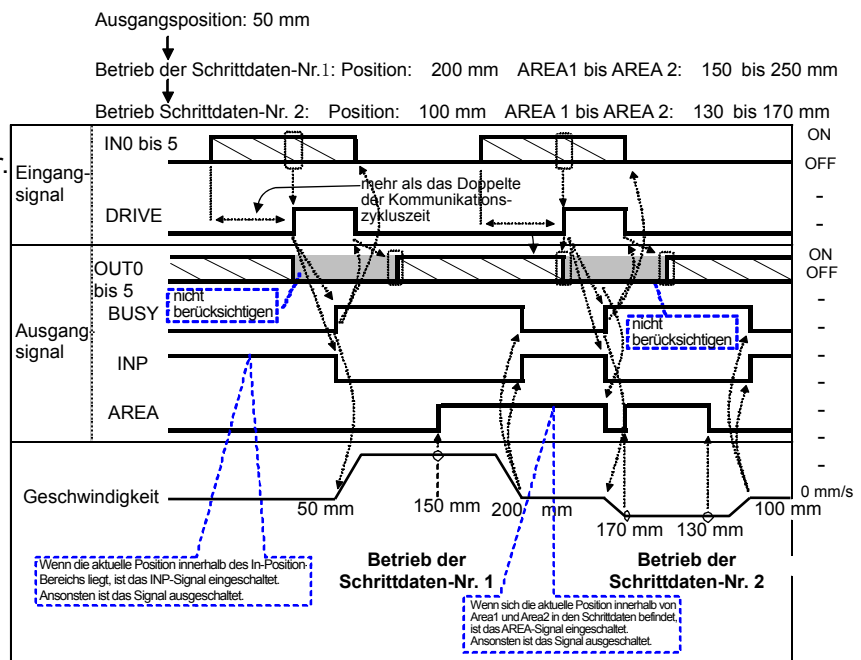 Ausgangsposition: 50 mm
Betrieb der Schrittdaten-Nr.1: Position: 200 mm AREA1 bis AREA 2: 150 bis 250 mm
Betrieb Schrittdaten-Nr. 2: Position: 100 mm AREA 1 bis AREA 2: 130 bis 170 mm
IN0 bis 5
ON
OFF
Eingang-
signal
mehr als das Doppelte
der Kommunikations-
zykluszeit
-
DRIVE
-
OUT0
bis 5
ON
OFF
nicht
berücksichtigen
-
BUSY
nicht
berücksichtigen
-
Ausgang-
signal
INP
-
-
AREA
-
-
-
Geschwindigkeit
0 mm/s
50 mm
150 mm
200 mm
170 mm
130 mm
100 mm
Wenn die aktuelle Position innerhalb des In-Position-
Bereichs liegt, ist das INP-Signal eingeschaltet.
Ansonsten ist das Signal ausgeschaltet.
Betrieb der
Schrittdaten-Nr. 1
Betrieb der
Schrittdaten-Nr. 2
Wenn sich die aktuelle Position innerhalb von
Area1 und Area2 in den Schrittdaten befindet,
ist das AREA-Signal eingeschaltet.
Ansonsten ist das Signal ausgeschaltet.